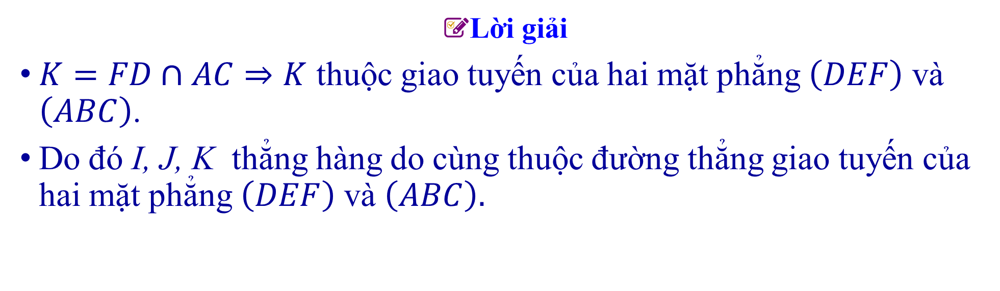 Lời giải
• K = FD ∩ AC ⇒ K thuộc giao tuyến của hai mặt phẳng (DEF) và
(ABC).
• Do đó I, J, K thẳng hàng do cùng thuộc đường thẳng giao tuyến của
hai mặt phẳng (DEF) và (ABC).